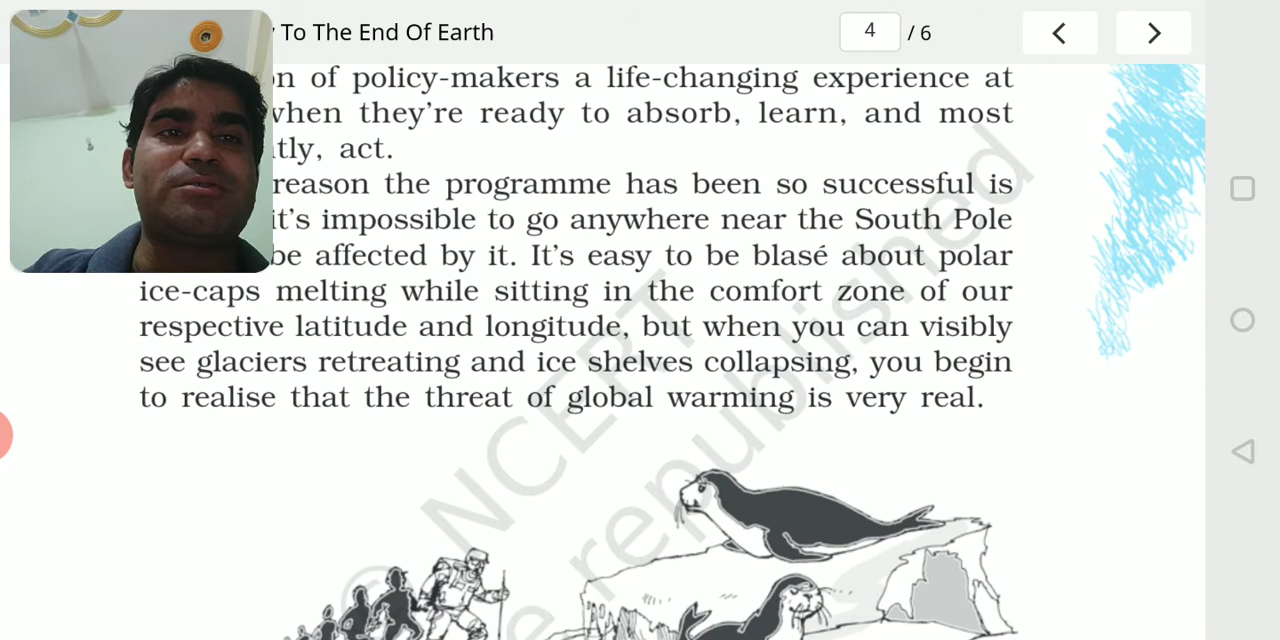 To The End Of Earth
4 / 6
of policy-makers a life-changing experience at
when they're ready to absorb, learn, and most
act.
reason the programme has been so successful is
it's impossible to go anywhere near the South Pole
be affected by it. It's easy to be blasé about polar
ice-caps melting while sitting in the comfort zone of our
respective latitude and longitude, but when you can visibly
see glaciers retreating and ice shelves collapsing, you begin
to realise that the threat of global warming is very real.
© NCERT
be republished